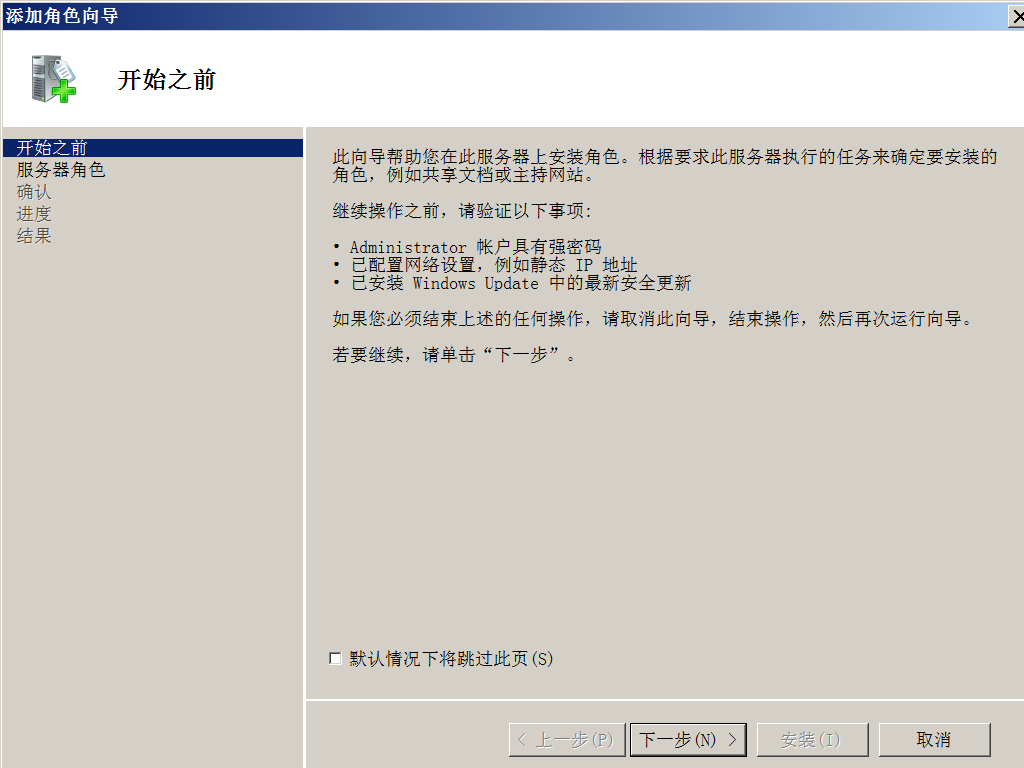 添加角色向导
开始之前
开始之前
服务器角色
确认
进度
结果
此向导帮助您在此服务器上安装角色。根据要求此服务器执行的任务来确定要安装的
角色，例如共享文档或主持网站。
继续操作之前，请验证以下事项:
• Administrator 帐户具有强密码
• 已配置网络设置，例如静态 IP 地址
• 已安装 Windows Update 中的最新安全更新
如果您必须结束上述的任何操作，请取消此向导，结束操作，然后再次运行向导。
若要继续，请单击“下一步”。
默认情况下将跳过此页(S)
< 上一步(P)
下一步(N) >
安装(I)
取消